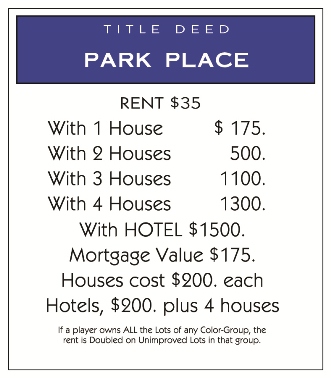 TITLE DEED
PARK PLACE
RENT $35
With 1 House $ 175.
With 2 Houses 500.
With 3 Houses 1100.
With 4 Houses 1300.
With HOTEL $1500.
Mortgage Value $175.
Houses cost $200. each
Hotels, $200. plus 4 houses
If a player owns ALL the Lots of any Color-Group, the
rent is Doubled on Unimproved Lots in that group.